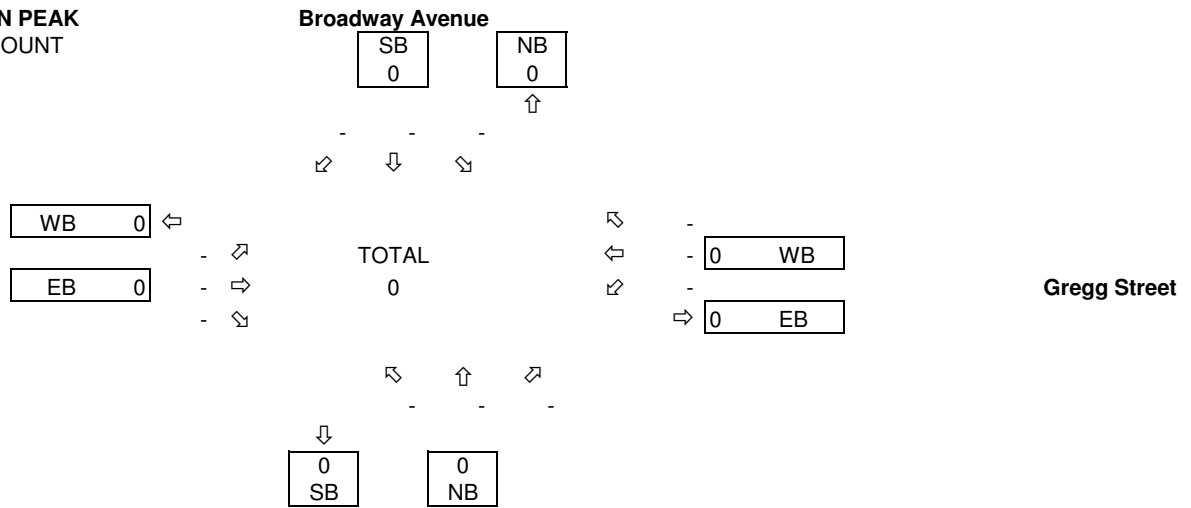 N PEAK Broadway Avenue
OUNT SB NB
0 0
⇧
- - -
⬃ ⇩ ⬂
WB 0 ⇦ ⬁ -
- ⬀ TOTAL ⇦ - 0 WB
EB 0 - ⇨ 0 ⬃ - Gregg Street
- ⬂ ⇨ 0 EB
⬁ ⇧ ⬀
- - -
⇩
0 0
SB NB